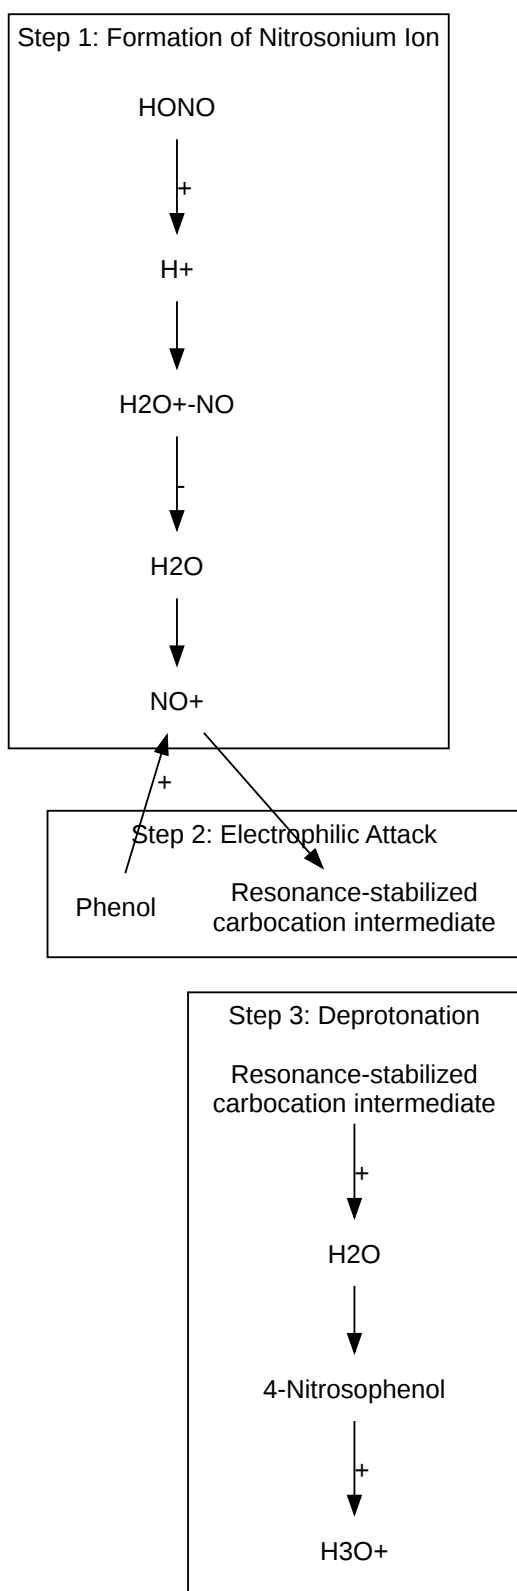 Step 1: Formation of Nitrosonium Ion
HONO
+
H+
H2O+-NO
-
H2O
NO+
+
Step 2: Electrophilic Attack
Phenol
Resonance-stabilized
carbocation intermediate
Step 3: Deprotonation
Resonance-stabilized
carbocation intermediate
+
H2O
4-Nitrosophenol
+
H3O+